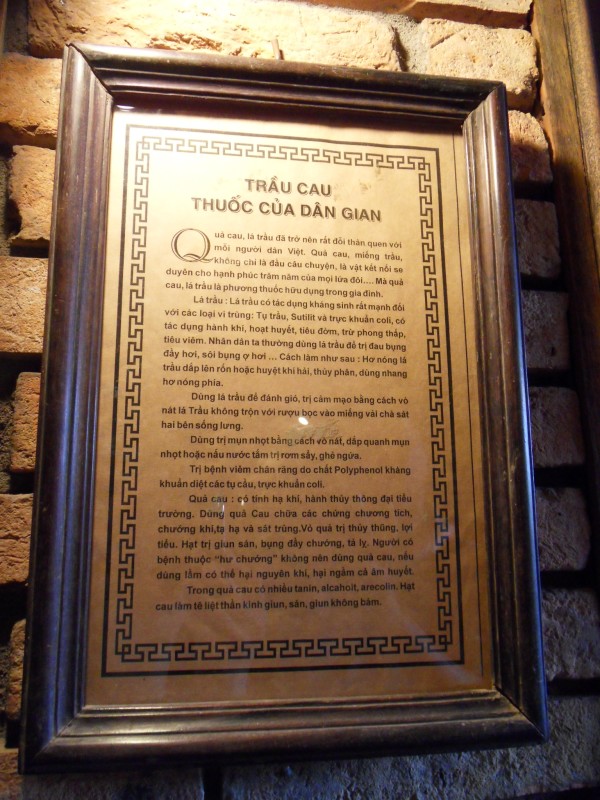 TRẦU CAU
THUỐC CỦA DÂN GIAN
Quả cau, lá trầu đã trở nên rất đỗi thân quen với
mỗi người dân Việt. Quả cau, miếng trầu,
không chỉ là đầu câu chuyện, là vật kết nối se
duyên cho hạnh phúc trăm năm của mọi lứa đôi.... Mà quả
cau, lá trầu là phương thuốc hữu dụng trong gia đình.
Lá trầu : Lá trầu có tác dụng kháng sinh rất mạnh đối
với các loại vi trùng: Tụ trầu, Sutilit và trực khuẩn coli, có
tác dụng hành khí, hoạt huyết, tiêu đờm, trừ phong thấp,
tiêu viêm. Nhân dân ta thường dùng lá trầu để trị đau bụng
đầy hơi, sôi bụng ợ hơi ... Cách làm như sau : Hơ nóng lá
trầu dấp lên rốn hoặc huyệt khí hải, thủy phân, dùng nhang
hơ nóng phía.
Dùng lá trầu để đánh gió, trị cảm mạo bằng cách vò
nát lá Trầu không trộn với rượu bọc vào miếng vải chà sát
hai bên sống lưng.
Dùng trị mụn nhọt bằng cách vò nát, dấp quanh mụn
nhọt hoặc nấu nước tắm trị rơm sẩy, ghẻ ngứa.
Trị bệnh viêm chân răng do chất Polyphenol kháng
khuẩn diệt các tụ cầu, trực khuẩn coli.
Quả cau : có tính hạ khí, hành thủy thông đại tiểu
trường. Dùng quả Cau chữa các chứng chương tích,
chướng khí,tạ hạ và sát trùng.Vỏ quả trị thủy thũng, lợi
tiểu. Hạt trị giun sán, bụng đầy chướng, tả lỵ. Người có
bệnh thuộc "hư chướng" không nên dùng quả cau, nếu
dùng lắm có thể hại nguyên khí, hại ngầm cả âm huyết.
Trong quả cau có nhiều tanin, alcahoit, arecolin. Hạt
cau làm tê liệt thần kinh giun, sán, giun không bám.